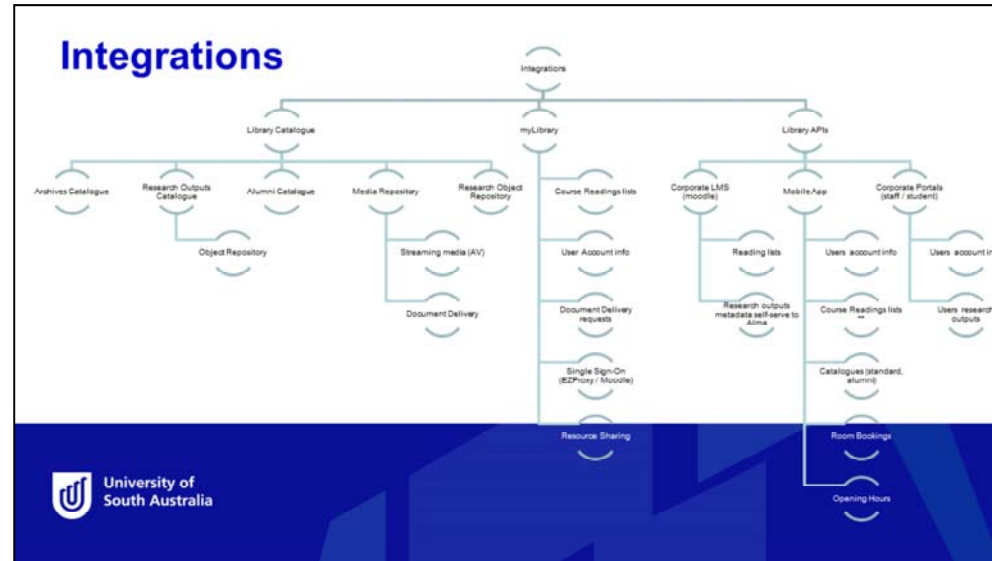 Integrations
Integrations
Library Catalogue
myLibrary
Library APIs
Archives Catalogue
Research Outputs
Catalogue
Alumni Catalogue
Media Repository
Research Object
Repository
Course Readings lists
Corporate LMS
(moodle)
Mobile App
Corporate Portals
(staff / student)
Object Repository
Streaming media (AV)
User Account info
Reading lists
Users account info
Users account in
Document Delivery
Document Delivery
requests
Research outputs
metadata self-serve to
Alma
Course Readings lists
**
Users research
outputs
Single Sign-On
(EZProxy / Moodle)
Catalogues (standard,
alumni)
Resource Sharing
Room Bookings
Opening Hours
University of
South Australia